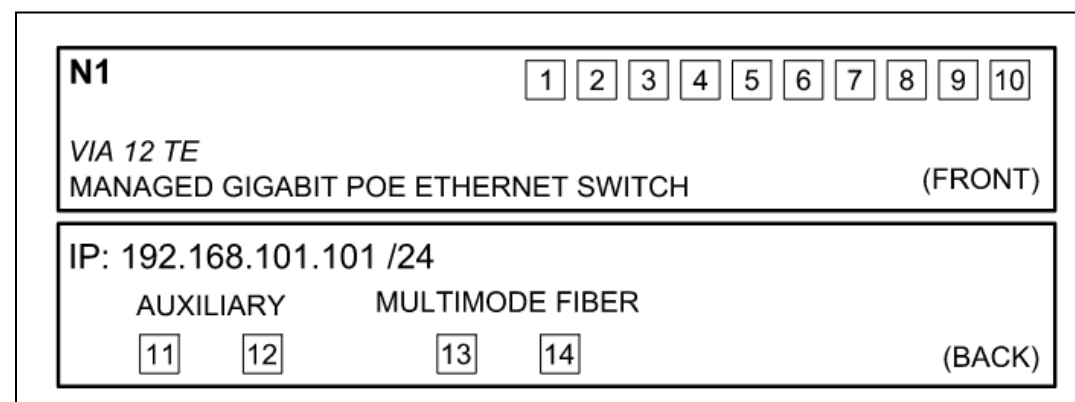 N1
1 2 3 4 5 6 7 8 9 10
VIA 12 TE
MANAGED GIGABIT POE ETHERNET SWITCH
(FRONT)
IP: 192.168.101.101 /24
AUXILIARY MULTIMODE FIBER
11 12 13 14
(BACK)